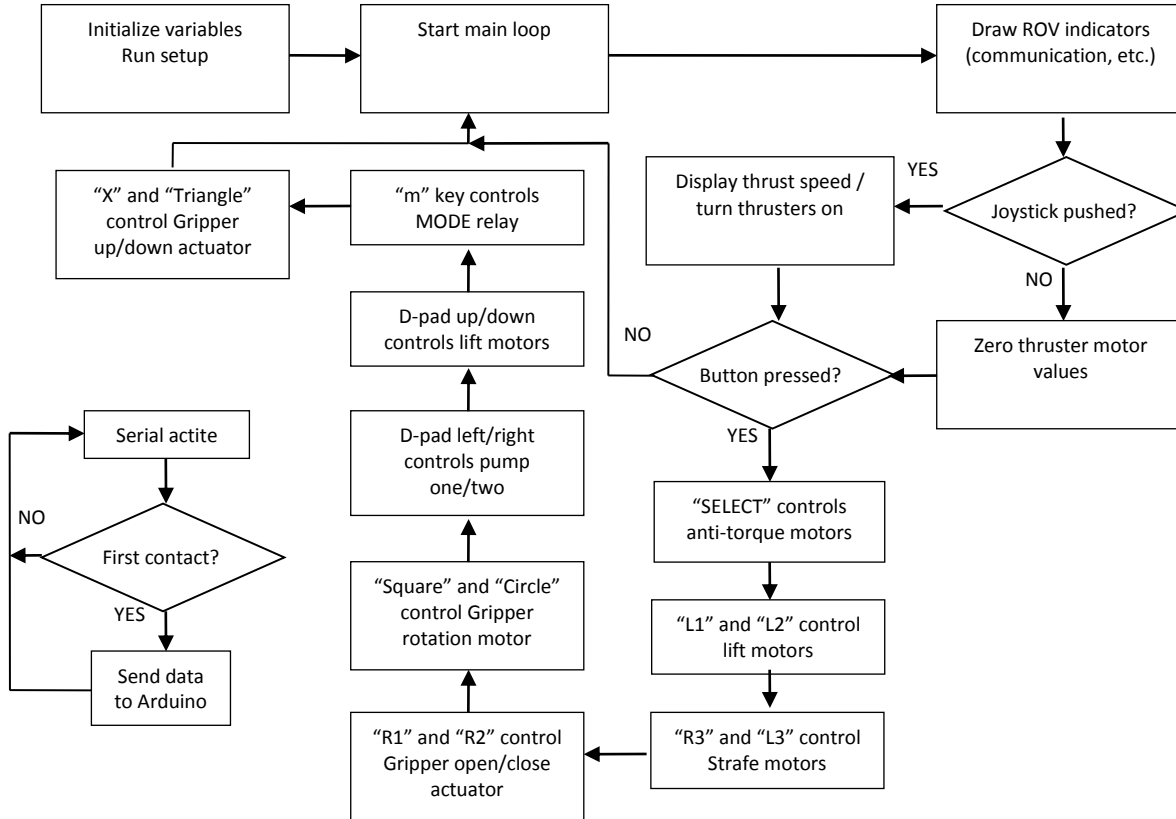 Initialize variables
Run setup
Start main loop
Draw ROV indicators
(communication, etc.)
YES
Joystick pushed?
NO
Display thrust speed /
turn thrusters on
Zero thruster motor
values
Button pressed?
NO
YES
“SELECT” controls
anti-torque motors
“L1” and “L2” control
lift motors
“R3” and “L3” control
Strafe motors
“R1” and “R2” control
Gripper open/close
actuator
“Square” and “Circle”
control Gripper
rotation motor
D-pad left/right
controls pump
one/two
D-pad up/down
controls lift motors
“m” key controls
MODE relay
“X” and “Triangle”
control Gripper
up/down actuator
Serial actite
NO
First contact?
YES
Send data
to Arduino